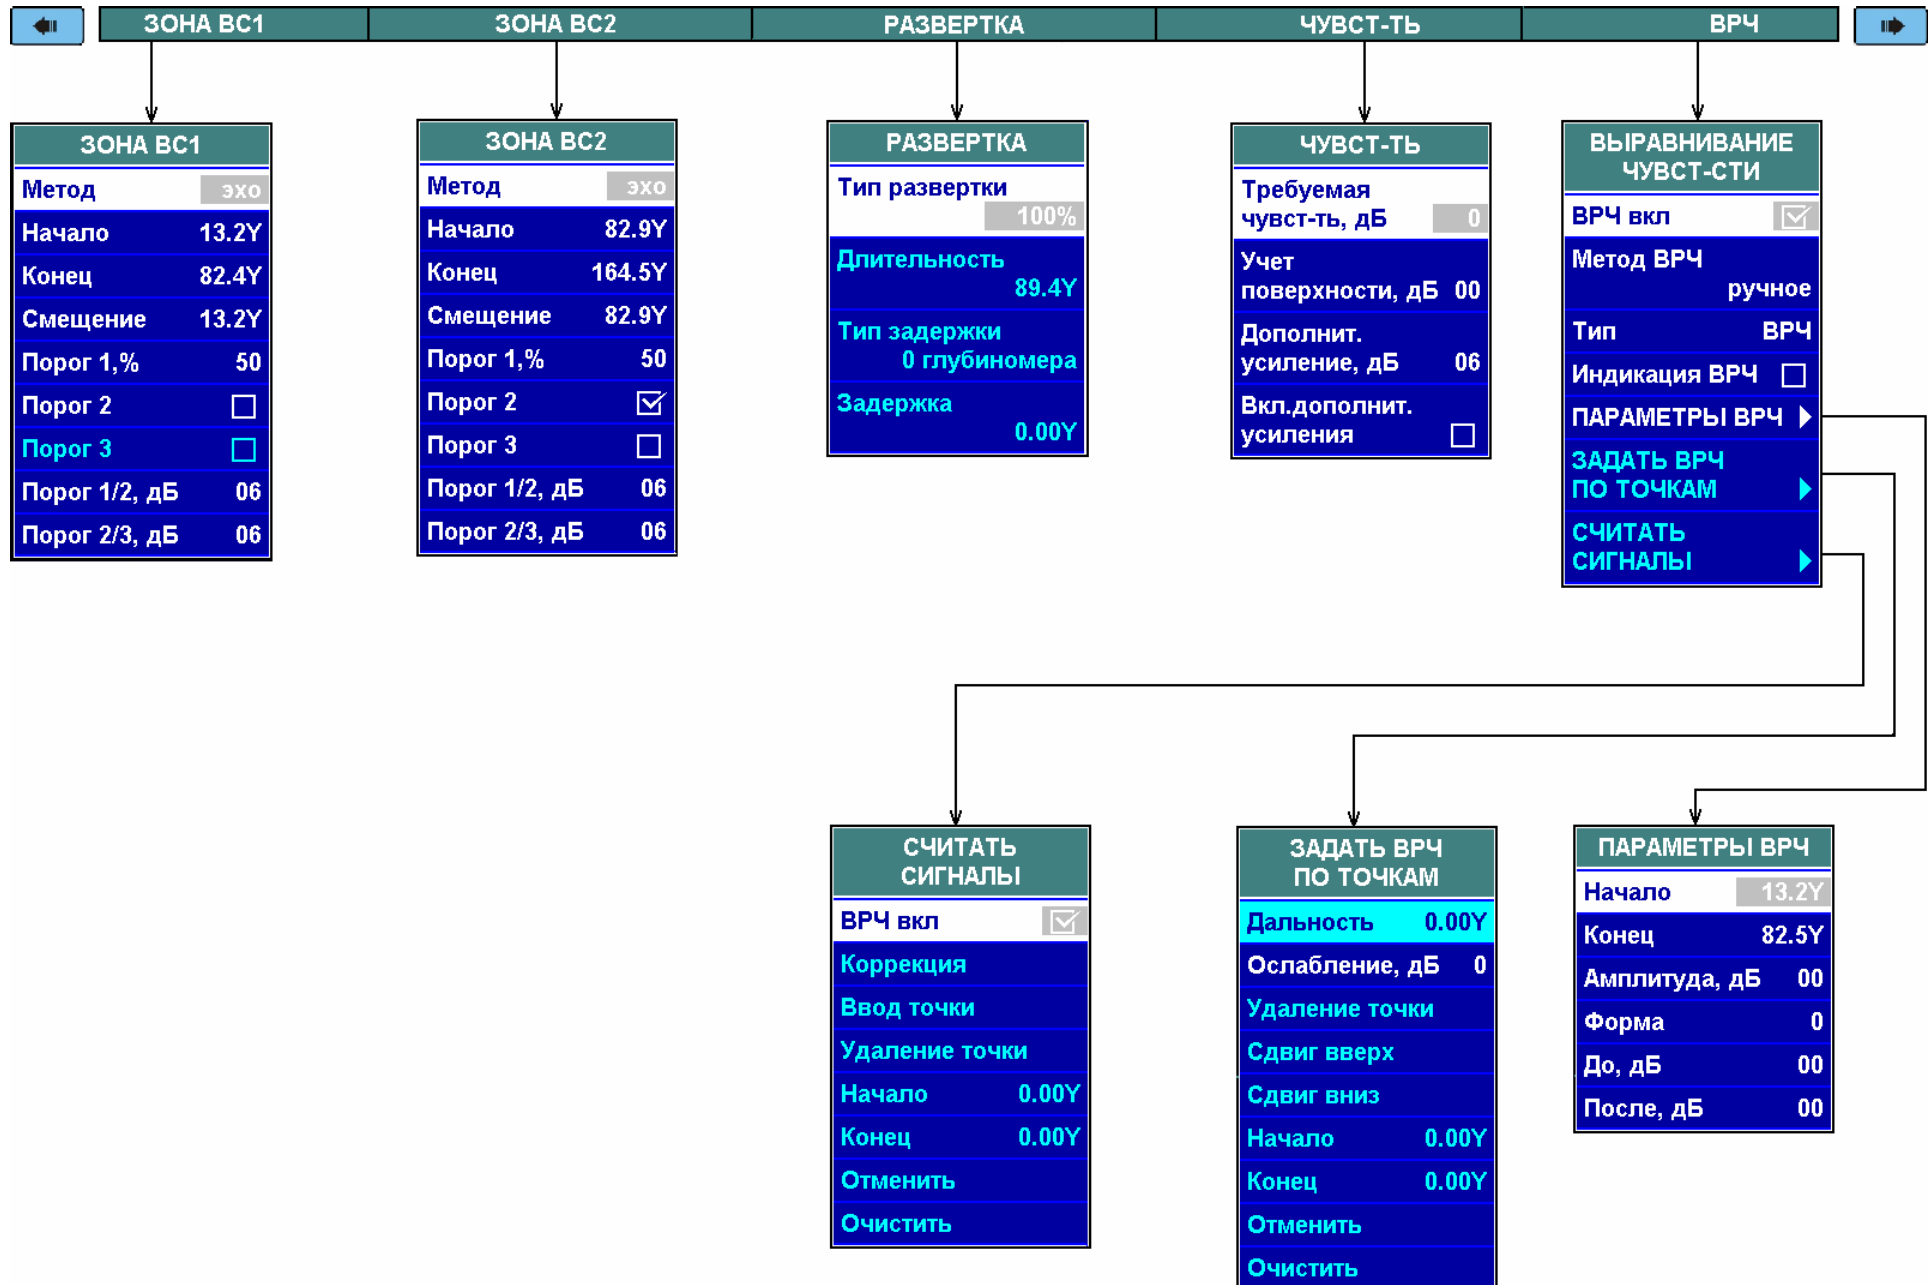 ЗОНА ВС1 ЗОНА ВС2 РАЗВЕРТКА ЧУВСТ-ТЬ ВРЧ
ЗОНА ВС1
Метод эхо
Начало 13.2Y
Конец 82.4Y
Смещение 13.2Y
Порог 1,% 50
Порог 2
Порог 3
Порог 1/2, дБ 06
Порог 2/3, дБ 06
ЗОНА ВС2
Метод эхо
Начало 82.9Y
Конец 164.5Y
Смещение 82.9Y
Порог 1,% 50
Порог 2
Порог 3
Порог 1/2, дБ 06
Порог 2/3, дБ 06
РАЗВЕРТКА
Тип развертки
100%
Длительность
89.4Y
Тип задержки
0 глубиномера
Задержка
0.00Y
ЧУВСТ-ТЬ
Требуемая
чувст-ть, дБ 0
Учет
поверхности, дБ 00
Дополнит.
усиление, дБ 06
Вкл.дополнит.
усиления
ВЫРАВНИВАНИЕ
ЧУВСТ-СТИ
ВРЧ вкл
Метод ВРЧ
ручное
Тип ВРЧ
Индикация ВРЧ
ПАРАМЕТРЫ ВРЧ
ЗАДАТЬ ВРЧ
ПО ТОЧКАМ
СЧИТАТЬ
СИГНАЛЫ
СЧИТАТЬ
СИГНАЛЫ
ВРЧ вкл
Коррекция
Ввод точки
Удаление точки
Начало 0.00Y
Конец 0.00Y
Отменить
Очистить
ЗАДАТЬ ВРЧ
ПО ТОЧКАМ
Дальность 0.00Y
Ослабление, дБ 0
Удаление точки
Сдвиг вверх
Сдвиг вниз
Начало 0.00Y
Конец 0.00Y
Отменить
Очистить
ПАРАМЕТРЫ ВРЧ
Начало 13.2Y
Конец 82.5Y
Амплитуда, дБ 00
Форма 0
До, дБ 00
После, дБ 00